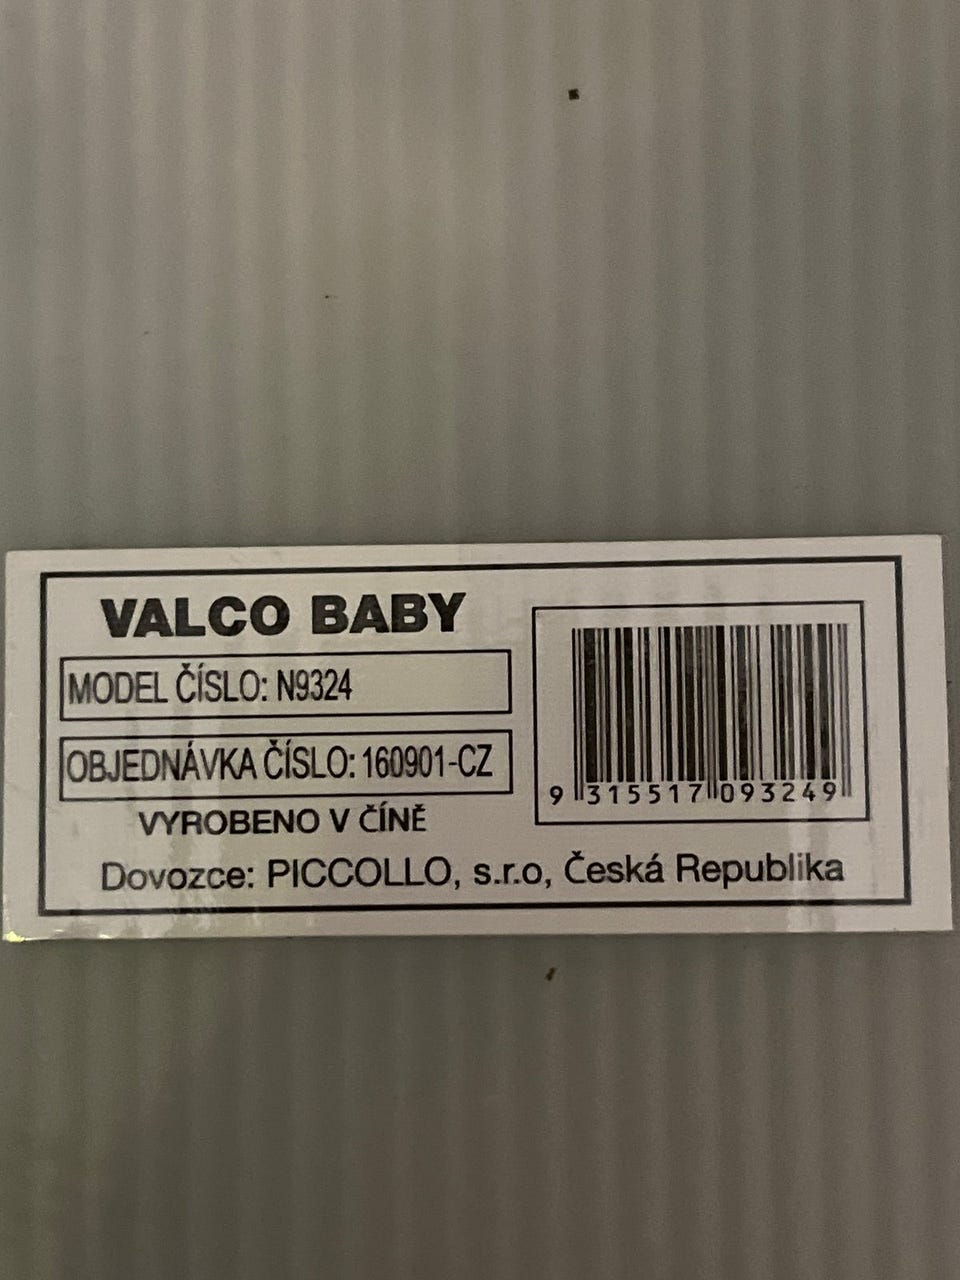 VALCO BABY
MODEL ČÍSLO: N9324
OBJEDNÁVKA ČÍSLO: 160901-CZ
VYROBENO V ČÍNĚ
9 315517 093249
Dovozce: PICCOLLO, s.r.o, Česká Republika